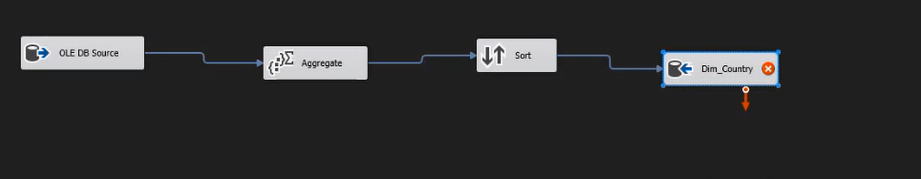 OLE DB Source
Aggregate
Sort
Dim_Country